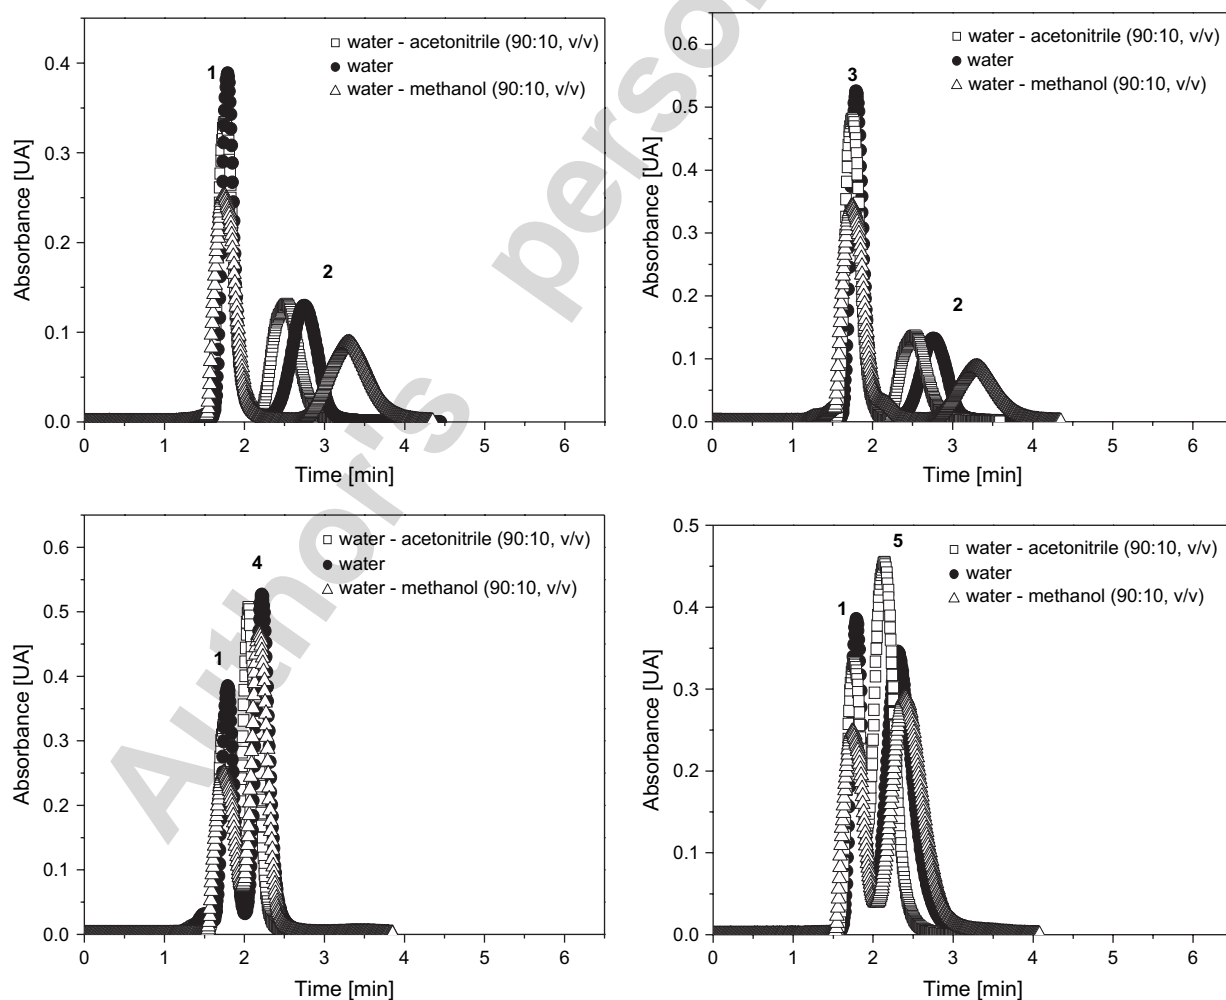 □ water - acetonitrile (90:10, v/v)
● water
△ water - methanol (90:10, v/v)
1
2
Absorbance [UA]
0.4
0.3
0.2
0.1
0.0
0 1 2 3 4 5 6
Time [min]
□ water - acetonitrile (90:10, v/v)
● water
△ water - methanol (90:10, v/v)
3
2
Absorbance [UA]
0.6
0.5
0.4
0.3
0.2
0.1
0.0
0 1 2 3 4 5 6
Time [min]
□ water - acetonitrile (90:10, v/v)
● water
△ water - methanol (90:10, v/v)
4
1
Absorbance [UA]
0.6
0.5
0.4
0.3
0.2
0.1
0.0
0 1 2 3 4 5 6
Time [min]
□ water - acetonitrile (90:10, v/v)
● water
△ water - methanol (90:10, v/v)
5
1
Absorbance [UA]
0.5
0.4
0.3
0.2
0.1
0.0
0 1 2 3 4 5 6
Time [min]
Author's perso